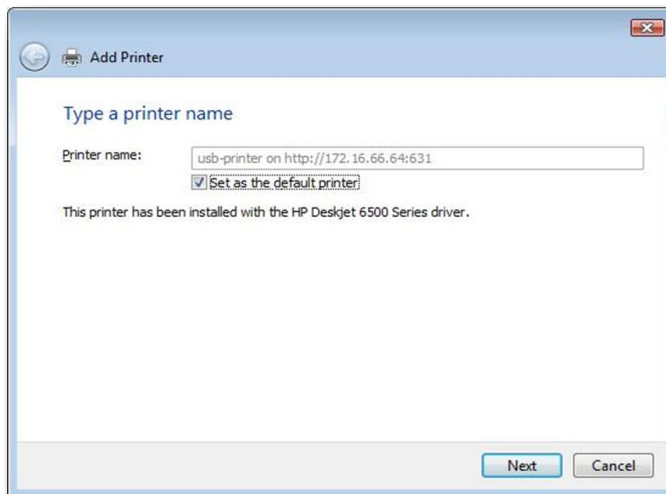 Add Printer
Type a printer name
Printer name: usb-printer on http://172.16.66.64:631
Set as the default printer
This printer has been installed with the HP Deskjet 6500 Series driver.
Next Cancel